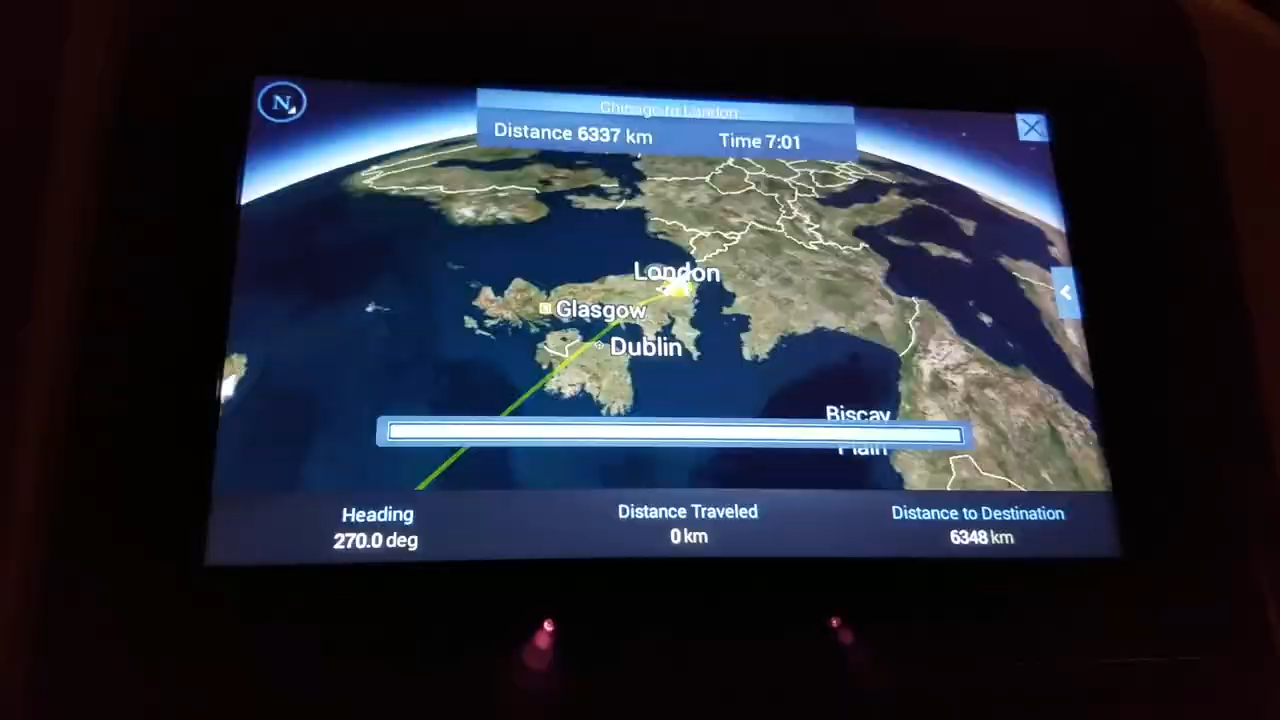 N
Chicago to London
Distance 6337 km Time 7:01
London
Glasgow
Dublin
Biscay
Plain
Heading Distance Traveled Distance to Destination
270.0 deg 0 km 6348 km